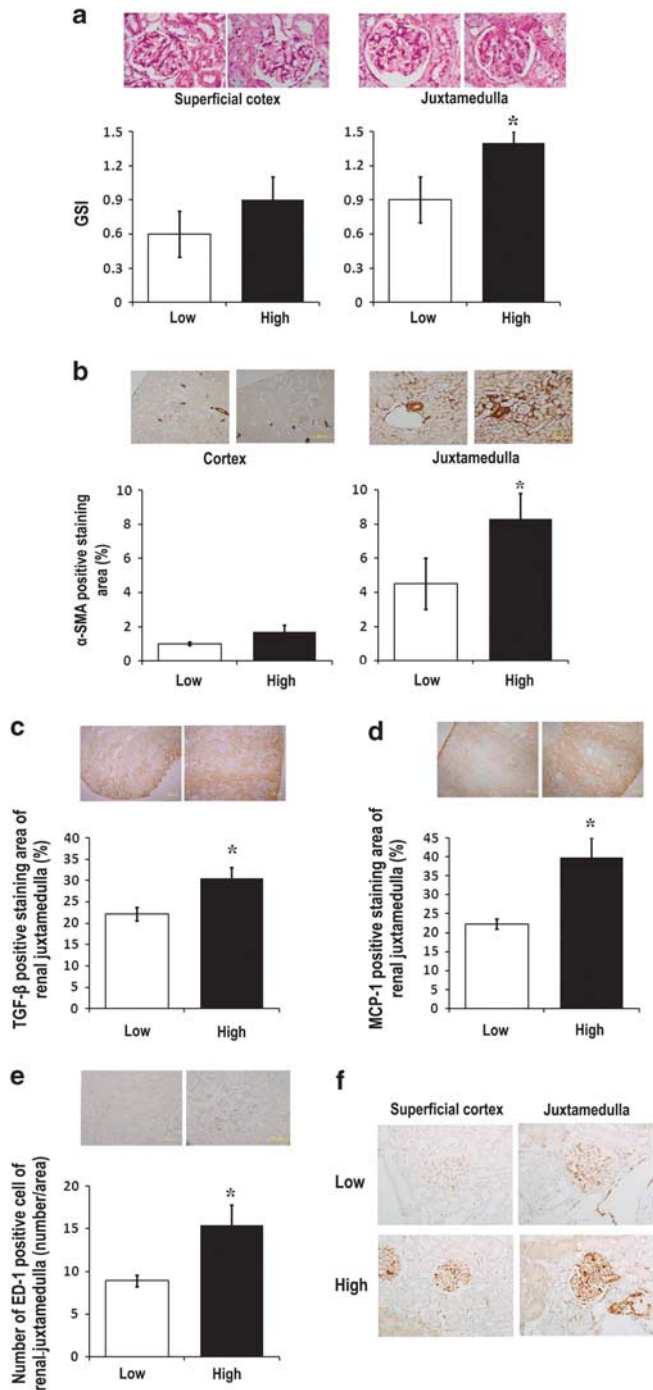 a
Superficial cotex
Juxtamedulla
GSI
1.5
1.2
0.9
0.6
0.3
0
Low
High
1.5
1.2
0.9
0.6
0.3
0
*
Low
High
b
Cortex
Juxtamedulla
α-SMA positive staining
area (%)
10
8
6
4
2
0
Low
High
10
8
6
4
2
0
*
Low
High
c
TGF-β positive staining area of
renal juxtamedulla (%)
40
35
30
25
20
15
10
5
0
*
Low
High
d
MCP-1 positive staining area of
renal juxtamedulla (%)
45
40
35
30
25
20
15
10
5
0
*
Low
High
e
Number of ED-1 positive cell of
renal-juxtamedulla (number/area)
20
15
10
5
0
*
Low
High
f
Superficial cortex
Juxtamedulla
Low
High